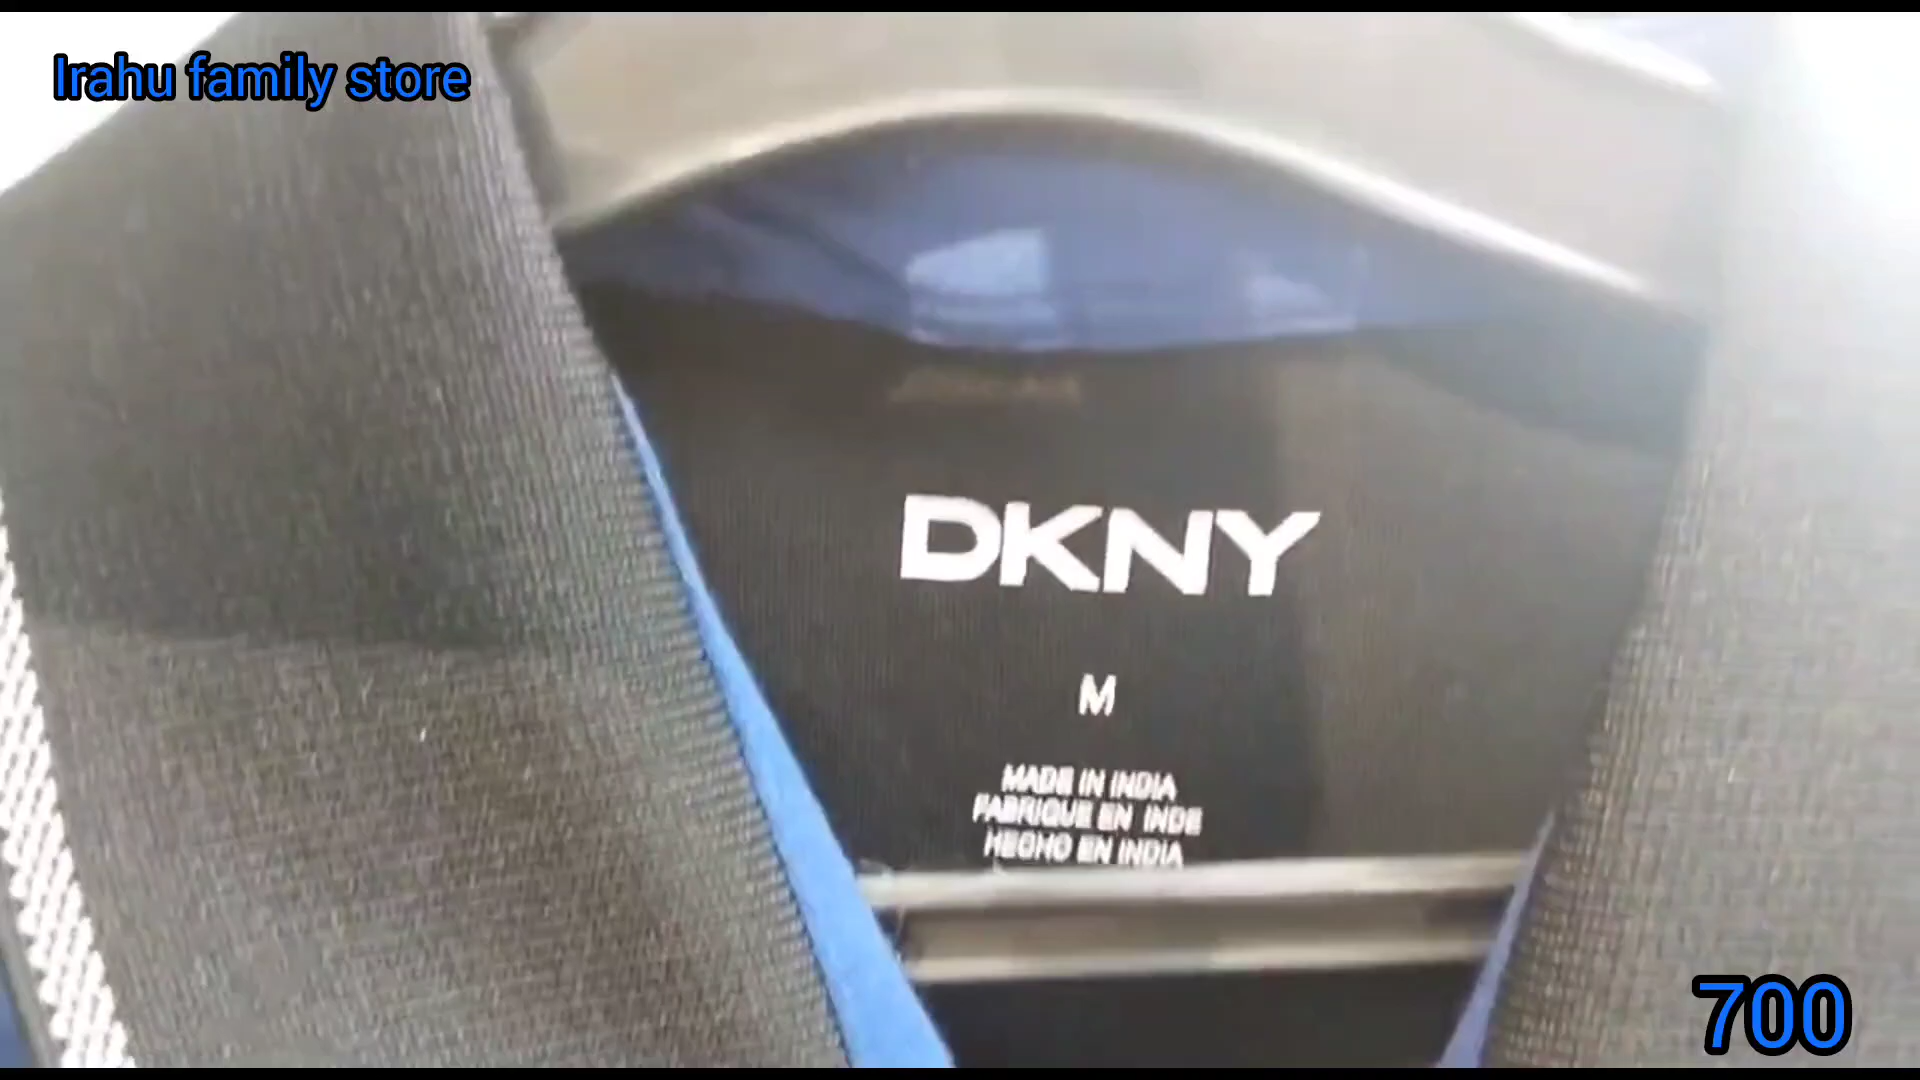 Irahu family store
DKNY
M
MADE IN INDIA
FABRIQUE EN INDE
HECHO EN INDIA
700